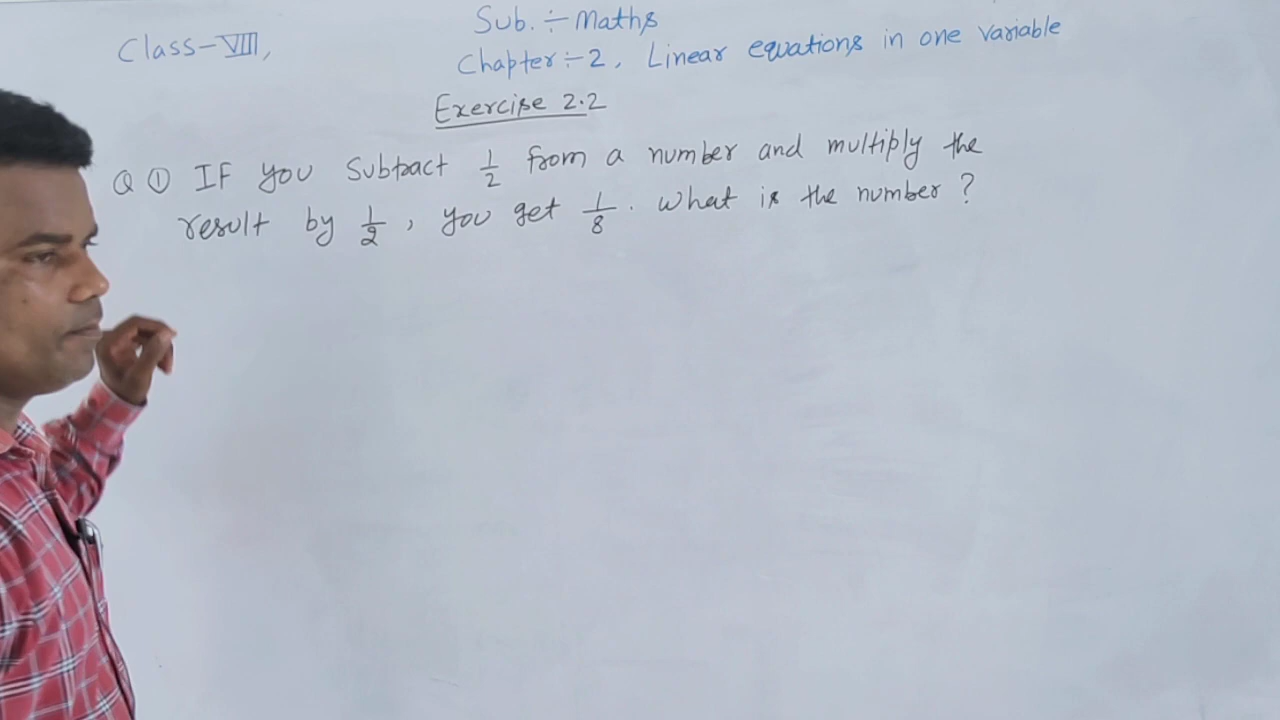 Class-VIII,
Sub. ÷ Maths
Chapter ÷ 2, Linear equations in one variable
Exercise 2.2
Q ① IF you subtract 1/2 from a number and multiply the
result by 1/2, you get 1/8. What is the number?